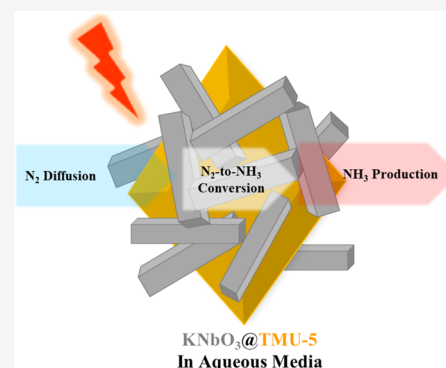 N₂ Diffusion
N₂-to-NH₃
Conversion
NH₃ Production
KNbO₃@TMU-5
In Aqueous Media